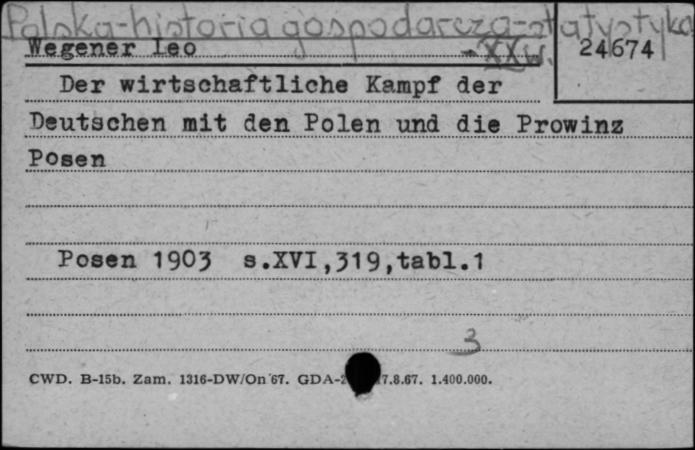 Polska-historia gospodarcza-statystyka
Wegener Leo -XXw. 24674
Der wirtschaftliche Kampf der
Deutschen mit den Polen und die Prowinz
Posen
Posen 1903 s.XVI,319,tabl.1
3
CWD. B-15b. Zam. 1316-DW/On 67. GDA- 7.8.67. 1.400.000.